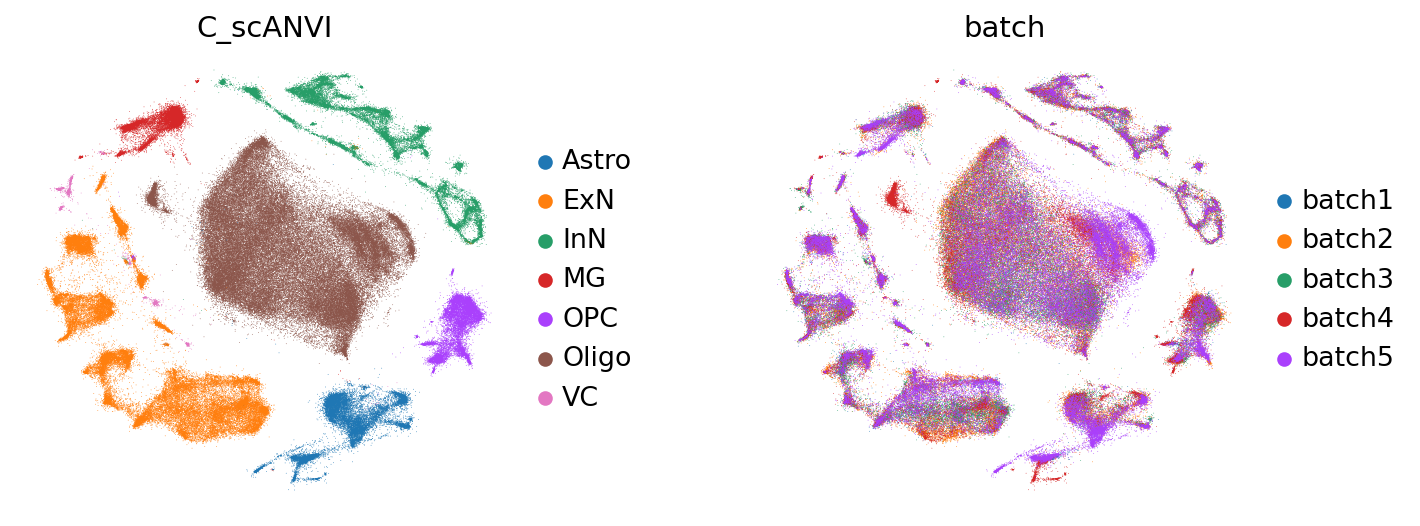 C_scANVI
Astro
ExN
InN
MG
OPC
Oligo
VC
batch
batch1
batch2
batch3
batch4
batch5